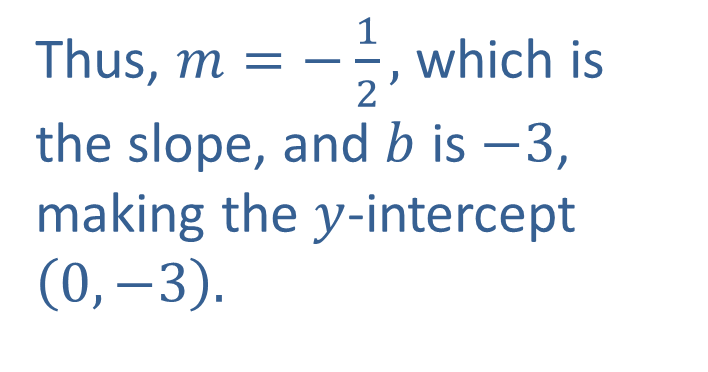 Thus, m = −1/2, which is
the slope, and b is −3,
making the y-intercept
(0, −3).